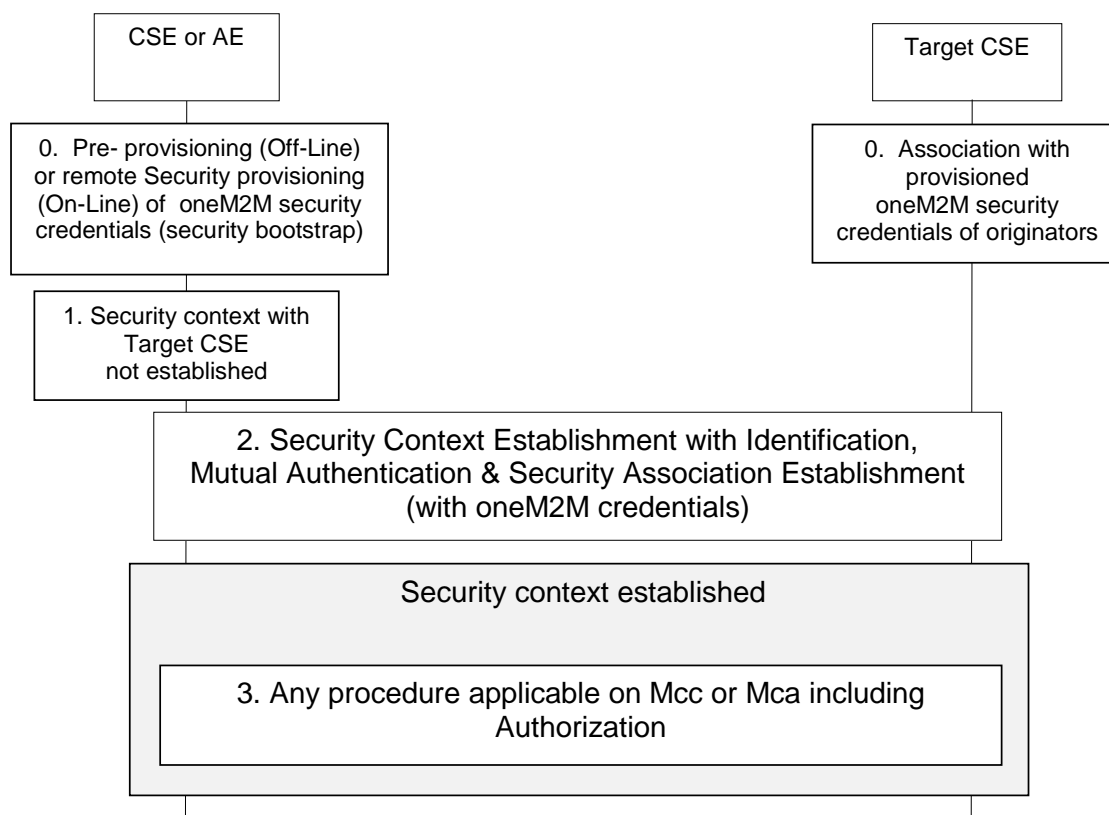 CSE or AE
Target CSE
0. Pre- provisioning (Off-Line)
or remote Security provisioning
(On-Line) of oneM2M security
credentials (security bootstrap)
0. Association with
provisioned
oneM2M security
credentials of originators
1. Security context with
Target CSE
not established
2. Security Context Establishment with Identification,
Mutual Authentication & Security Association Establishment
(with oneM2M credentials)
Security context established
3. Any procedure applicable on Mcc or Mca including
Authorization